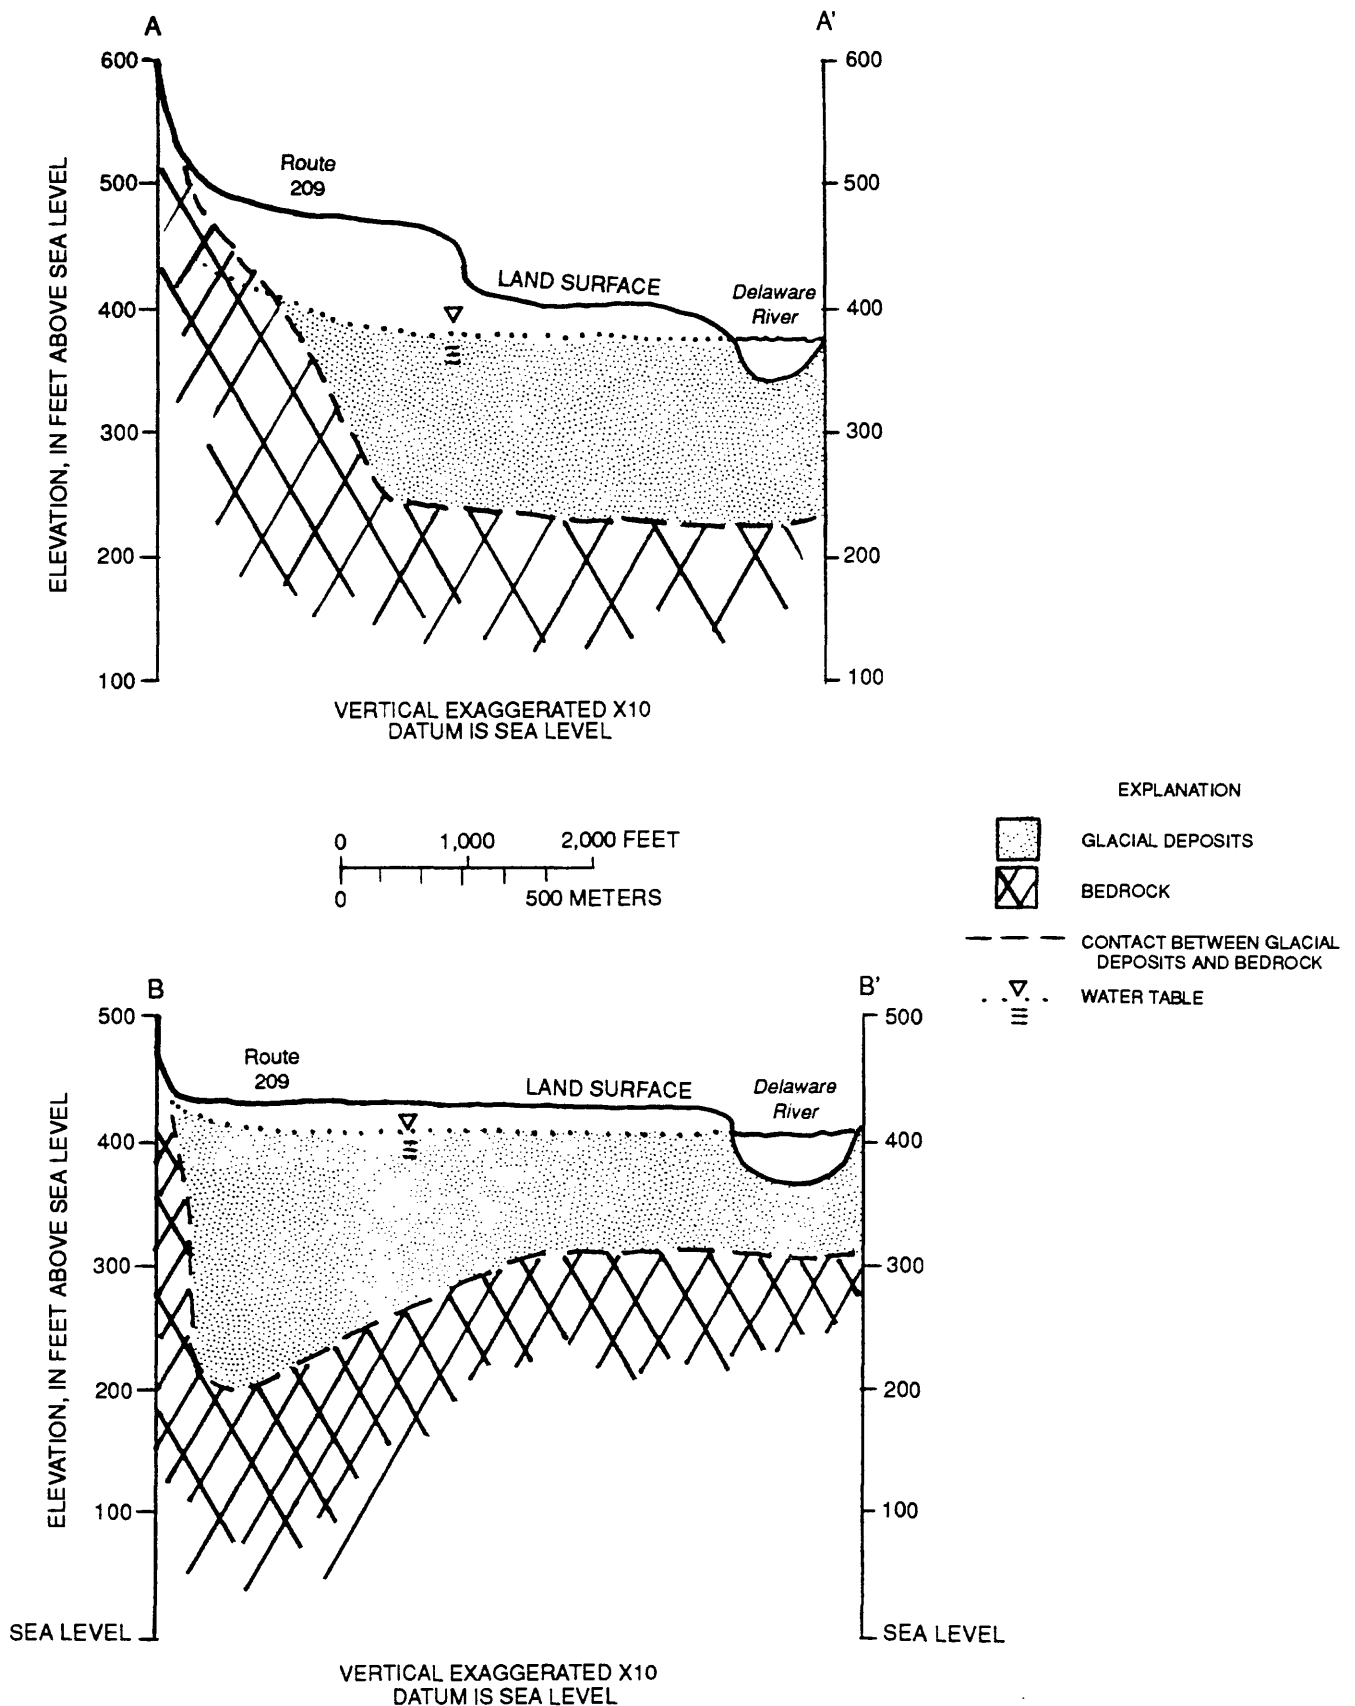 A
A'
600
500
400
300
200
100
ELEVATION, IN FEET ABOVE SEA LEVEL
Route
209
LAND SURFACE
Delaware
River
600
500
400
300
200
100
VERTICAL EXAGGERATED X10
DATUM IS SEA LEVEL
0 1,000 2,000 FEET
0 500 METERS
EXPLANATION
GLACIAL DEPOSITS
BEDROCK
CONTACT BETWEEN GLACIAL
DEPOSITS AND BEDROCK
WATER TABLE
B
B'
500
400
300
200
100
SEA LEVEL
ELEVATION, IN FEET ABOVE SEA LEVEL
Route
209
LAND SURFACE
Delaware
River
500
400
300
200
100
SEA LEVEL
VERTICAL EXAGGERATED X10
DATUM IS SEA LEVEL